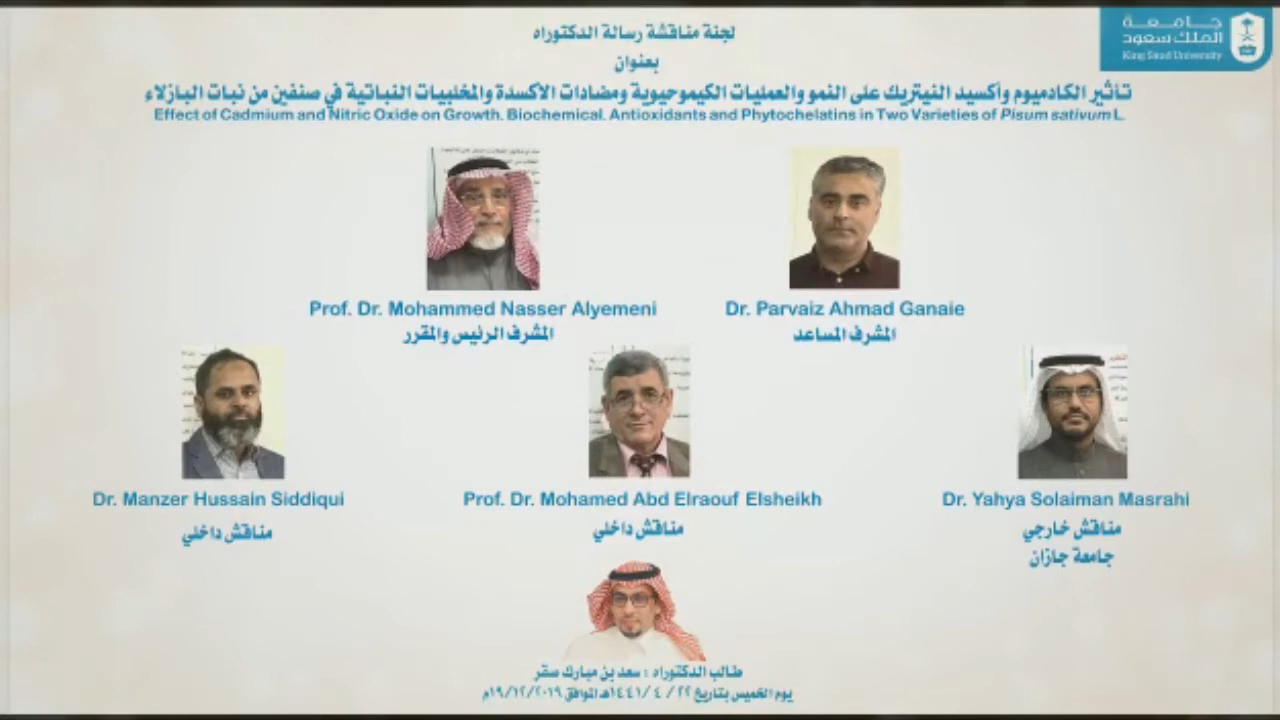 جامعة
الملك سعود
King Saud University
لجنة مناقشة رسالة الدكتوراه
بعنوان
تأثير الكادميوم وأكسيد النيتريك على النمو والعمليات الكيموحيوية ومضادات الأكسدة والمخلبيات النباتية في صنفين من نبات البازلاء
Effect of Cadmium and Nitric Oxide on Growth, Biochemical, Antioxidants and Phytochelatins in Two Varieties of Pisum sativum L.
Prof. Dr. Mohammed Nasser Alyemeni
المشرف الرئيس والمقرر
Dr. Parvaiz Ahmad Ganaie
المشرف المساعد
Dr. Manzer Hussain Siddiqui
مناقش داخلي
Prof. Dr. Mohamed Abd Elraouf Elsheikh
مناقش داخلي
Dr. Yahya Solaiman Masrahi
مناقش خارجي
جامعة جازان
طالب الدكتوراه : سعد بن مبارك صقر
يوم الخميس بتاريخ ٢٢ / ٤ / ١٤٤١هـ الموافق ١٩/١٢/٢٠١٩م